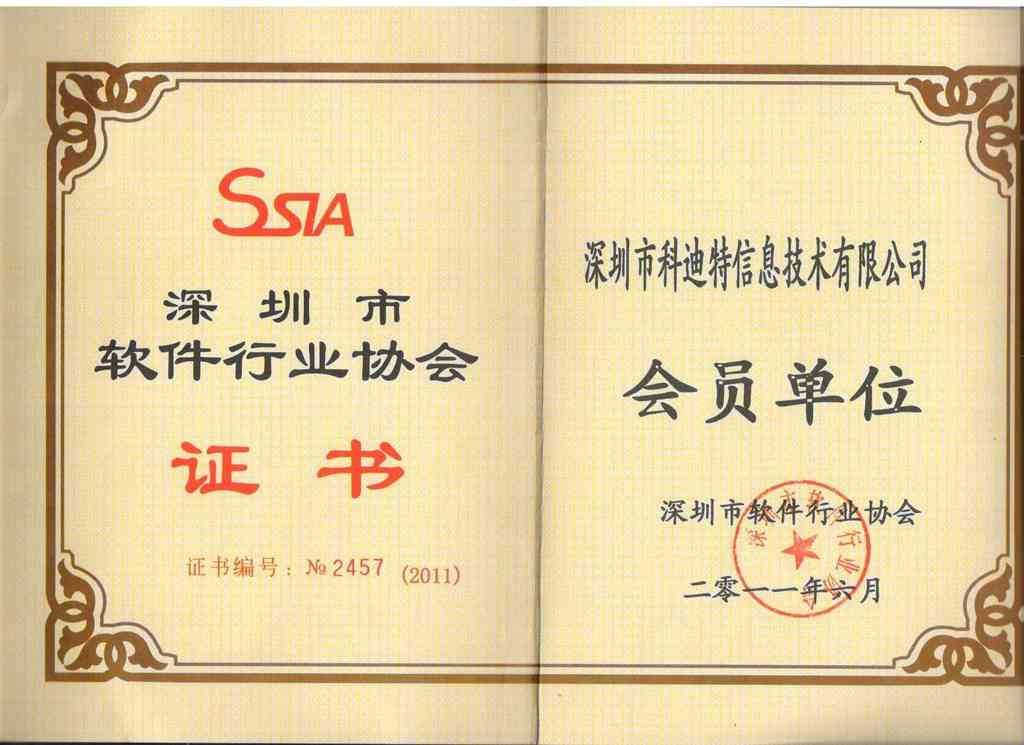 SSIA
深圳市
软件行业协会
证书
证书编号：№2457 (2011)
深圳市科迪特信息技术有限公司
会员单位
深圳市软件行业协会
二零一一年六月